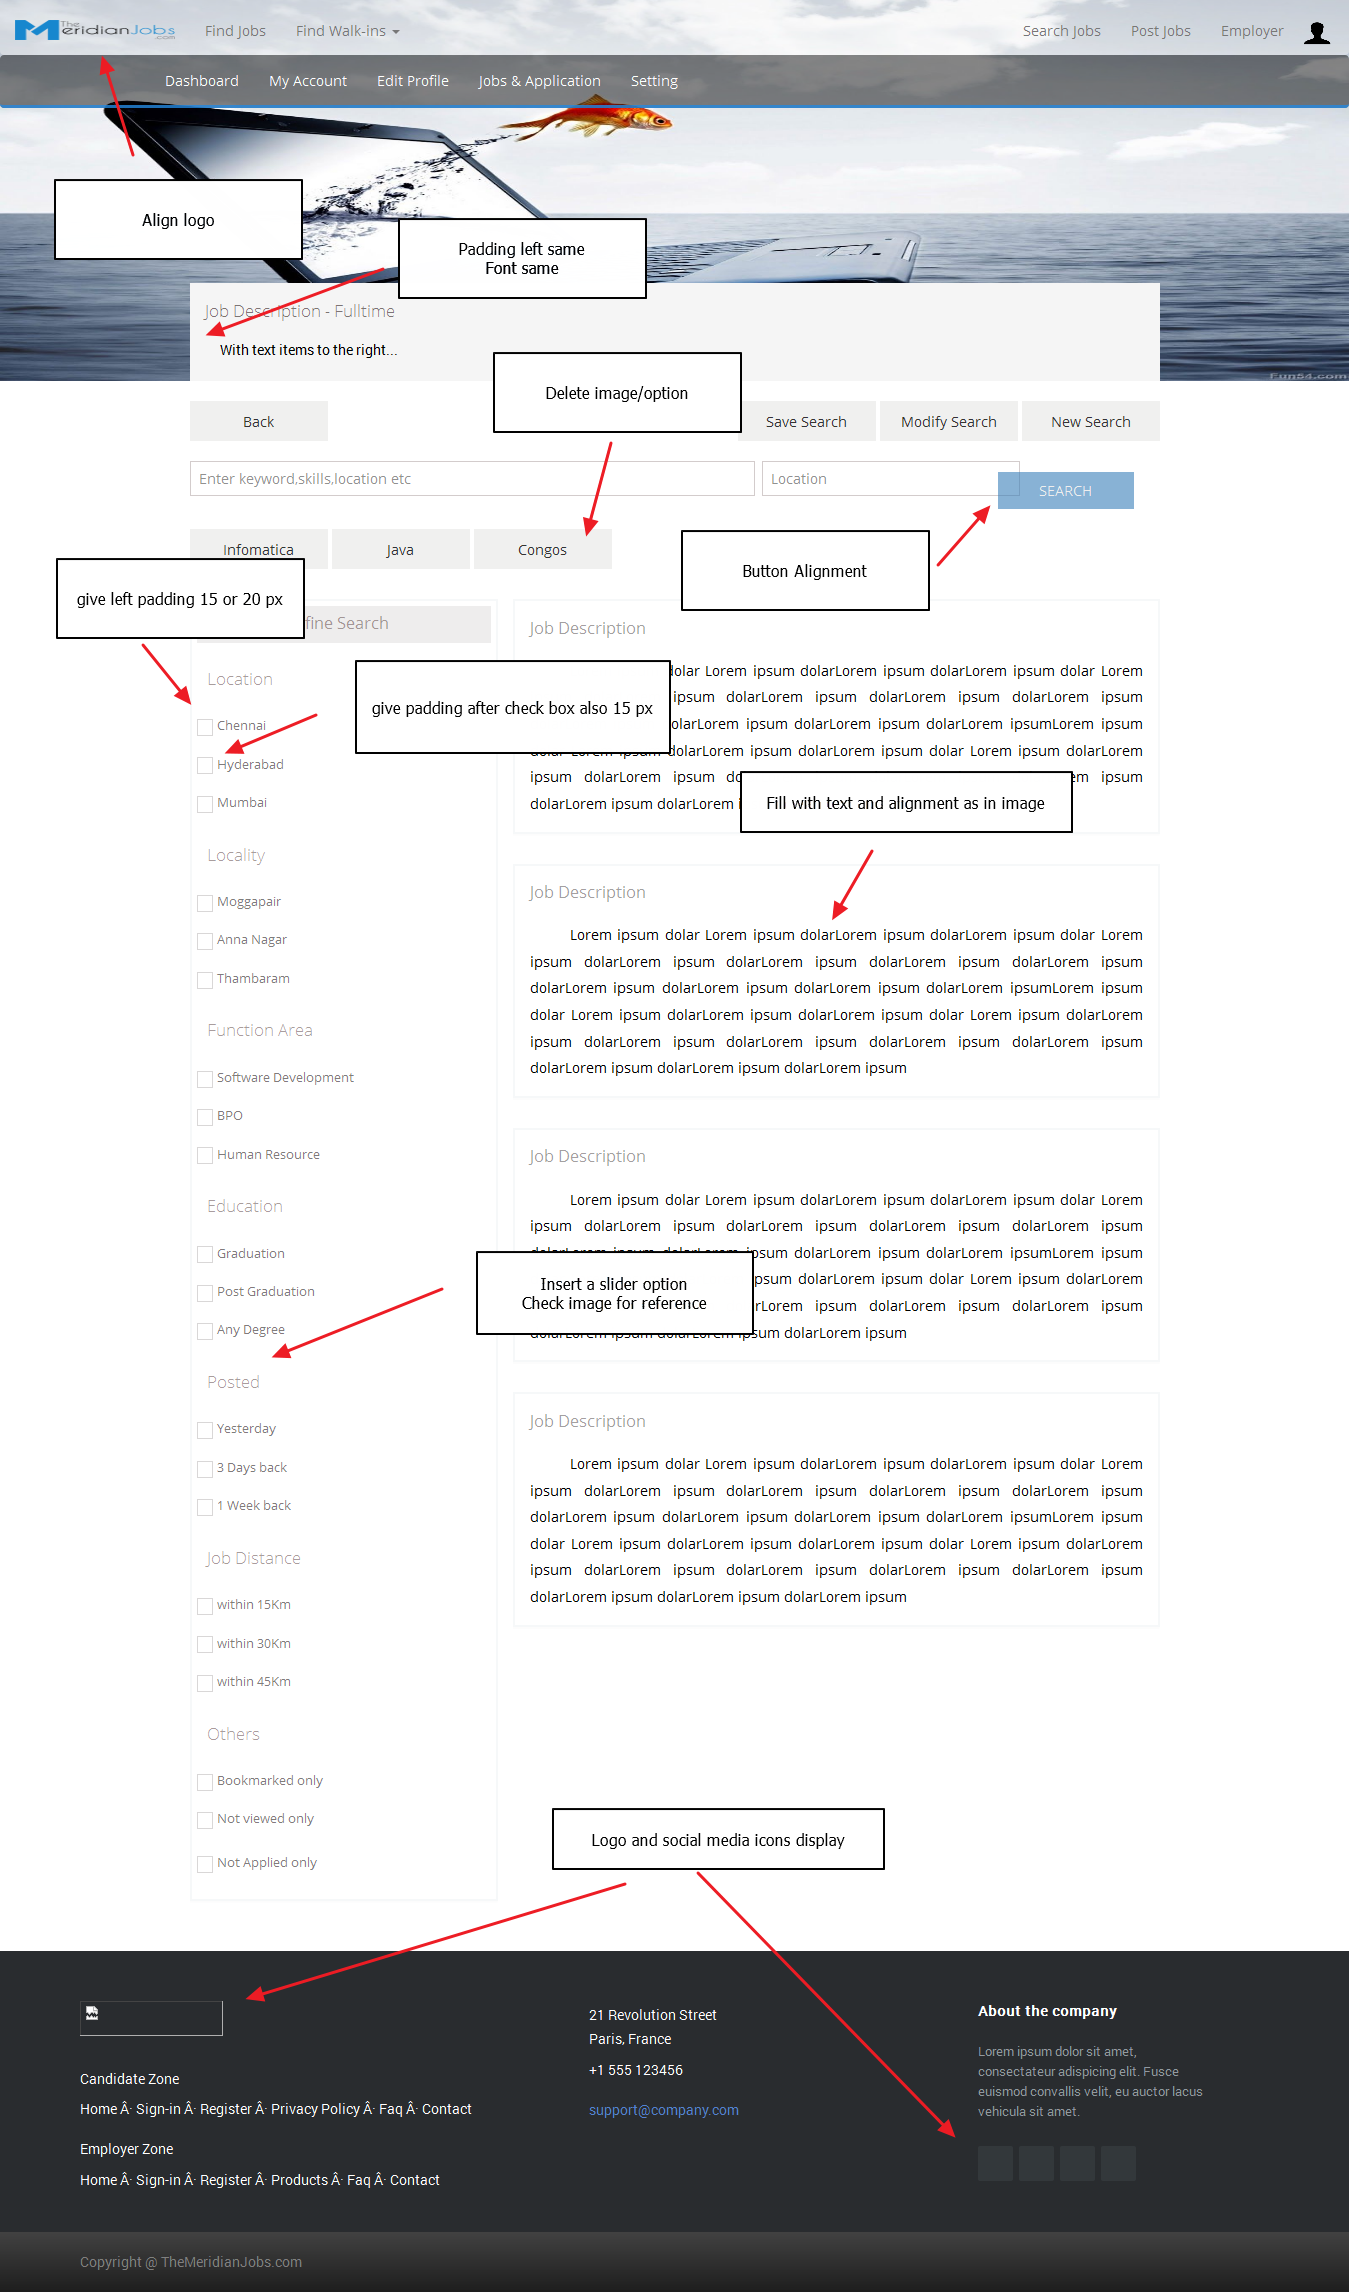 The
MeridianJobs
.com
Find Jobs
Find Walk-ins
Search Jobs
Post Jobs
Employer
Dashboard
My Account
Edit Profile
Jobs & Application
Setting
Align logo
Padding left same
Font same
Job Description - Fulltime
With text items to the right...
Fun54.com
Delete image/option
Back
Save Search
Modify Search
New Search
Enter keyword,skills,location etc
Location
SEARCH
Infomatica
Java
Congos
Button Alignment
give left padding 15 or 20 px
fine Search
Location
Chennai
Hyderabad
Mumbai
Locality
Moggapair
Anna Nagar
Thambaram
Function Area
Software Development
BPO
Human Resource
Education
Graduation
Post Graduation
Any Degree
Posted
Yesterday
3 Days back
1 Week back
Job Distance
within 15Km
within 30Km
within 45Km
Others
Bookmarked only
Not viewed only
Not Applied only
give padding after check box also 15 px
Job Description
dolar Lorem ipsum dolarLorem ipsum dolarLorem ipsum dolar Lorem
ipsum dolarLorem ipsum dolarLorem ipsum dolarLorem ipsum
dolarLorem ipsum dolarLorem ipsum dolarLorem ipsumLorem ipsum
dolar Lorem ipsum dolarLorem ipsum dolarLorem ipsum dolar Lorem ipsum dolarLorem
ipsum dolarLorem ipsum ipsum
dolarLorem ipsum dolarLorem
Fill with text and alignment as in image
Job Description
Lorem ipsum dolar Lorem ipsum dolarLorem ipsum dolarLorem ipsum dolar Lorem
ipsum dolarLorem ipsum dolarLorem ipsum dolarLorem ipsum dolarLorem ipsum
dolarLorem ipsum dolarLorem ipsum dolarLorem ipsum dolarLorem ipsumLorem ipsum
dolar Lorem ipsum dolarLorem ipsum dolarLorem ipsum dolar Lorem ipsum dolarLorem
ipsum dolarLorem ipsum dolarLorem ipsum dolarLorem ipsum dolarLorem ipsum
dolarLorem ipsum dolarLorem ipsum dolarLorem ipsum
Job Description
Lorem ipsum dolar Lorem ipsum dolarLorem ipsum dolarLorem ipsum dolar Lorem
ipsum dolarLorem ipsum dolarLorem ipsum dolarLorem ipsum dolarLorem ipsum
dolarLorem ipsum dolarLorem ipsum dolarLorem ipsum dolarLorem ipsumLorem ipsum
ipsum dolarLorem ipsum dolar Lorem ipsum dolarLorem
ipsum dolarLorem ipsum dolarLorem ipsum
dolarLorem ipsum dolarLorem ipsum dolarLorem ipsum
Insert a slider option
Check image for reference
Job Description
Lorem ipsum dolar Lorem ipsum dolarLorem ipsum dolarLorem ipsum dolar Lorem
ipsum dolarLorem ipsum dolarLorem ipsum dolarLorem ipsum dolarLorem ipsum
dolarLorem ipsum dolarLorem ipsum dolarLorem ipsum dolarLorem ipsumLorem ipsum
dolar Lorem ipsum dolarLorem ipsum dolarLorem ipsum dolar Lorem ipsum dolarLorem
ipsum dolarLorem ipsum dolarLorem ipsum dolarLorem ipsum dolarLorem ipsum
dolarLorem ipsum dolarLorem ipsum dolarLorem ipsum
Logo and social media icons display
Candidate Zone
Home Â· Sign-in Â· Register Â· Privacy Policy Â· Faq Â· Contact
Employer Zone
Home Â· Sign-in Â· Register Â· Products Â· Faq Â· Contact
21 Revolution Street
Paris, France
+1 555 123456
support@company.com
About the company
Lorem ipsum dolor sit amet,
consectateur adispicing elit. Fusce
euismod convallis velit, eu auctor lacus
vehicula sit amet.
Copyright @ TheMeridianJobs.com